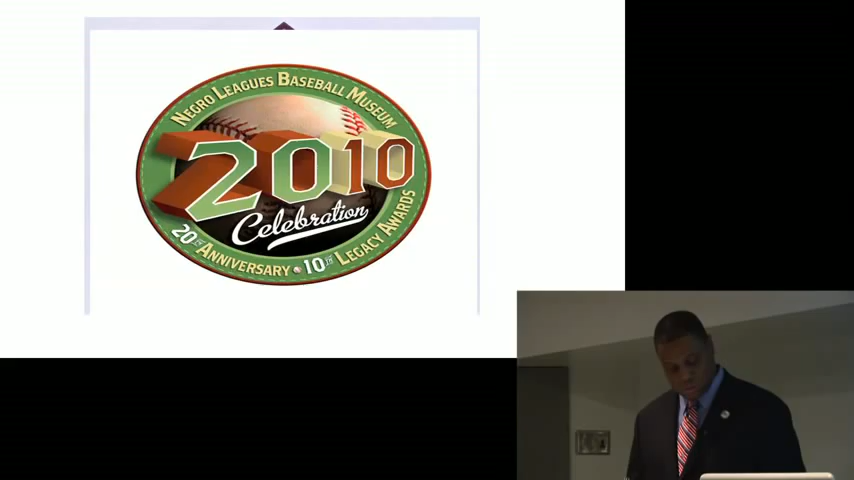 NEGRO LEAGUES BASEBALL MUSEUM
2010
Celebration
20TH ANNIVERSARY • 10TH LEGACY AWARDS